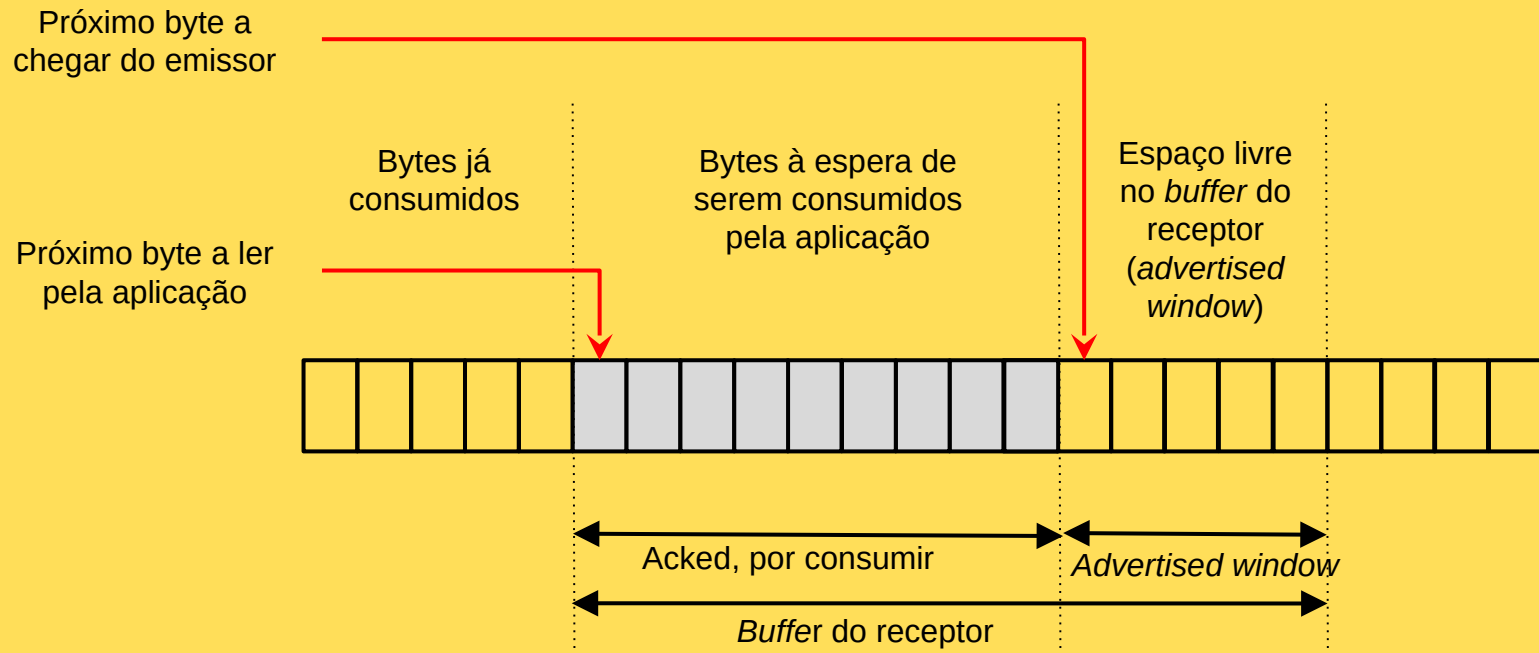 Próximo byte a
chegar do emissor
Bytes já
consumidos
Bytes à espera de
serem consumidos
pela aplicação
Espaço livre
no buffer do
receptor
(advertised
window)
Próximo byte a ler
pela aplicação
Acked, por consumir
Advertised window
Buffer do receptor